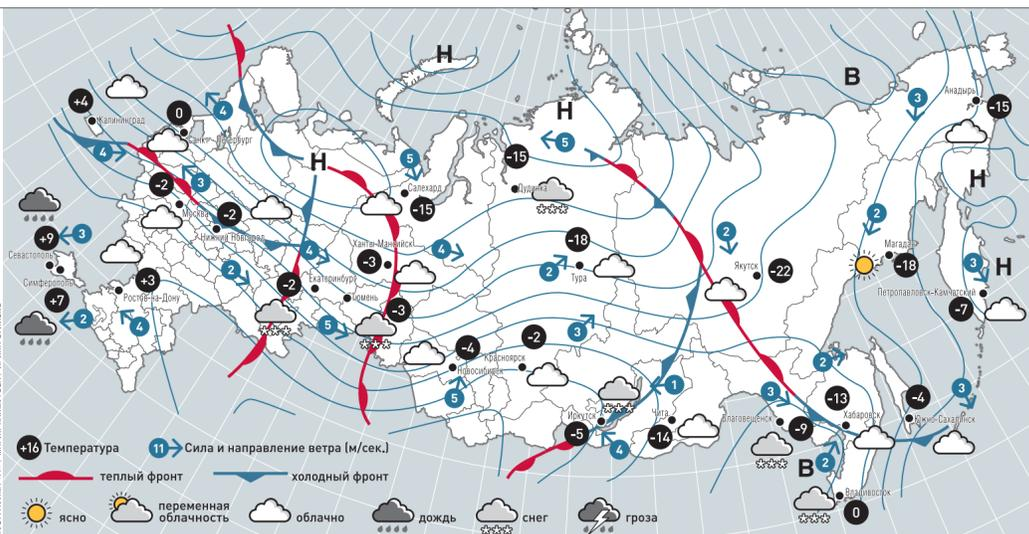 Н
В
+4
Калининград
0
Санкт-Петербург
4
3
Анадырь
-15
Н
5
4
Н
3
-2
Москва
-2
Нижний Новгород
5
Салехард
-15
-15
Дудинка
Н
+9
3
Севастополь
Симферополь
+7
2
+3
Ростов-на-Дону
4
2
4
Ханты-Мансийск
-3
4
-18
2
Тура
2
Якутск
-22
2
Магадан
-18
3
Н
Петропавловск-Камчатский
-7
-2
Екатеринбург
Тюмень
-3
5
-4
Новосибирск
5
-2
Красноярск
3
Иркутск
-5
4
1
Чита
-14
3
Благовещенск
-9
2
-13
Хабаровск
-4
Южно-Сахалинск
3
В
2
Владивосток
0
+16 Температура
11 Сила и направление ветра (м/сек.)
теплый фронт
холодный фронт
ясно
переменная
облачность
облачно
дождь
снег
гроза